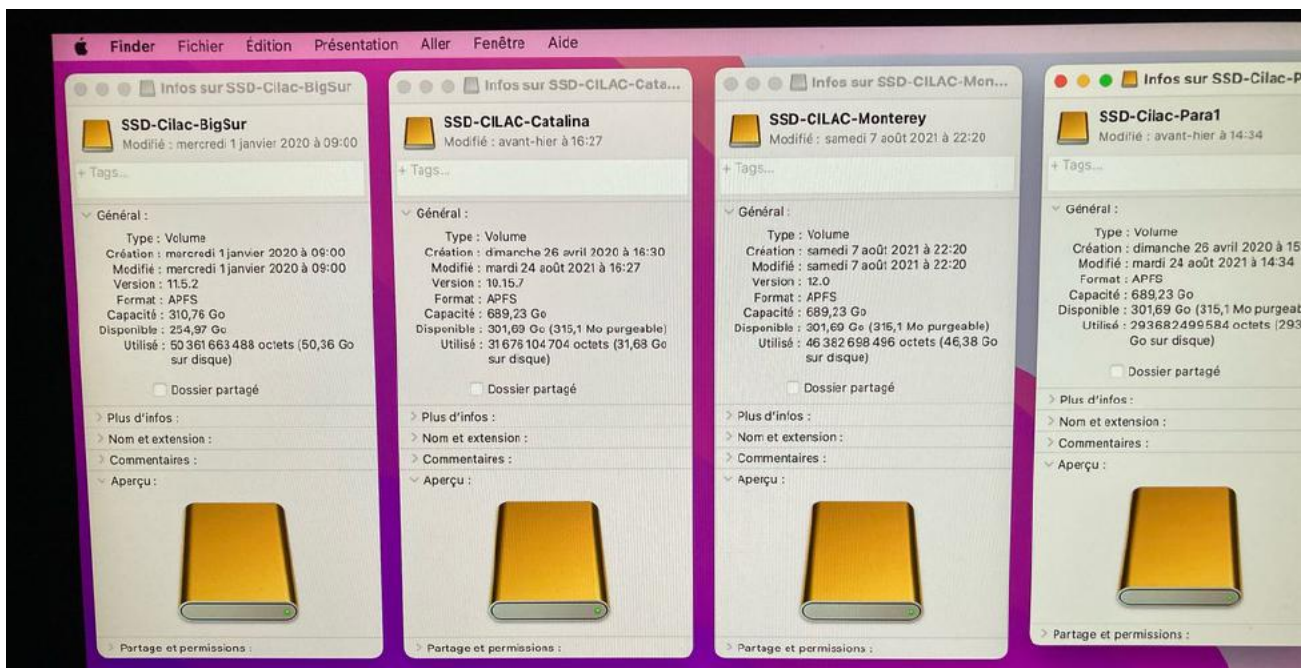 Finder Fichier Édition Présentation Aller Fenêtre Aide
Infos sur SSD-Cilac-BigSur
SSD-Cilac-BigSur
Modifié : mercredi 1 janvier 2020 à 09:00
+ Tags...
Général :
Type : Volume
Création : mercredi 1 janvier 2020 à 09:00
Modifié : mercredi 1 janvier 2020 à 09:00
Version : 11.5.2
Format : APFS
Capacité : 310,76 Go
Disponible : 254,97 Go
Utilisé : 50 361 663 488 octets (50,36 Go
sur disque)
Dossier partagé
Plus d'infos :
Nom et extension :
Commentaires :
Aperçu :
Partage et permissions :
Infos sur SSD-CILAC-Cata...
SSD-CILAC-Catalina
Modifié : avant-hier à 16:27
+ Tags...
Général :
Type : Volume
Création : dimanche 26 avril 2020 à 16:30
Modifié : mardi 24 août 2021 à 16:27
Version : 10.15.7
Format : APFS
Capacité : 689,23 Go
Disponible : 301,69 Go (315,1 Mo purgeable)
Utilisé : 31 676 104 704 octets (31,68 Go
sur disque)
Dossier partagé
Plus d'infos :
Nom et extension :
Commentaires :
Aperçu :
Partage et permissions :
Infos sur SSD-CILAC-Mon...
SSD-CILAC-Monterey
Modifié : samedi 7 août 2021 à 22:20
+ Tags...
Général :
Type : Volume
Création : samedi 7 août 2021 à 22:20
Modifié : samedi 7 août 2021 à 22:20
Version : 12.0
Format : APFS
Capacité : 689,23 Go
Disponible : 301,69 Go (315,1 Mo purgeable)
Utilisé : 46 382 698 496 octets (46,38 Go
sur disque)
Dossier partagé
Plus d'infos :
Nom et extension :
Commentaires :
Aperçu :
Partage et permissions :
Infos sur SSD-Cilac-P
SSD-Cilac-Para1
Modifié : avant-hier à 14:34
+ Tags...
Général :
Type : Volume
Création : dimanche 26 avril 2020 à 15
Modifié : mardi 24 août 2021 à 14:34
Format : APFS
Capacité : 689,23 Go
Disponible : 301,69 Go (315,1 Mo purgeab
Utilisé : 293 682 499 584 octets (293
Go sur disque)
Dossier partagé
Plus d'infos :
Nom et extension :
Commentaires :
Aperçu :
Partage et permissions :